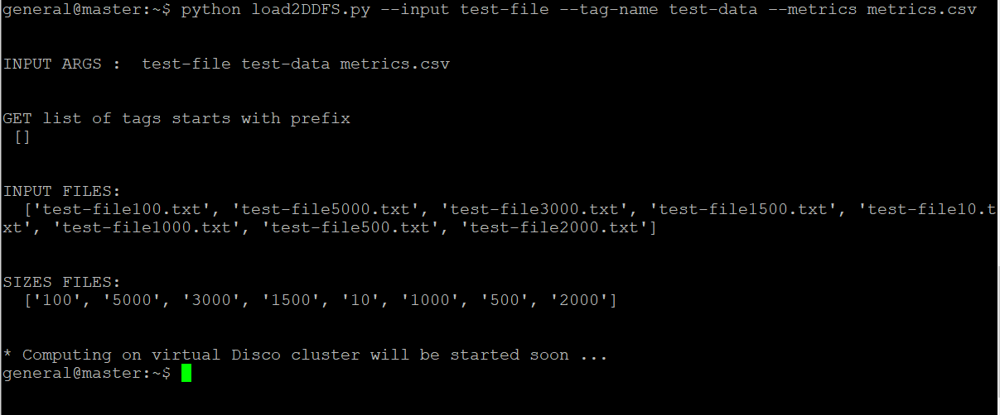 general@master:~$ python load2DDFS.py --input test-file --tag-name test-data --metrics metrics.csv
INPUT ARGS :  test-file test-data metrics.csv
GET list of tags starts with prefix
 []
INPUT FILES:
  ['test-file100.txt', 'test-file5000.txt', 'test-file3000.txt', 'test-file1500.txt', 'test-file10.t
xt', 'test-file1000.txt', 'test-file500.txt', 'test-file2000.txt']
SIZES FILES:
  ['100', '5000', '3000', '1500', '10', '1000', '500', '2000']
* Computing on virtual Disco cluster will be started soon ...
general@master:~$